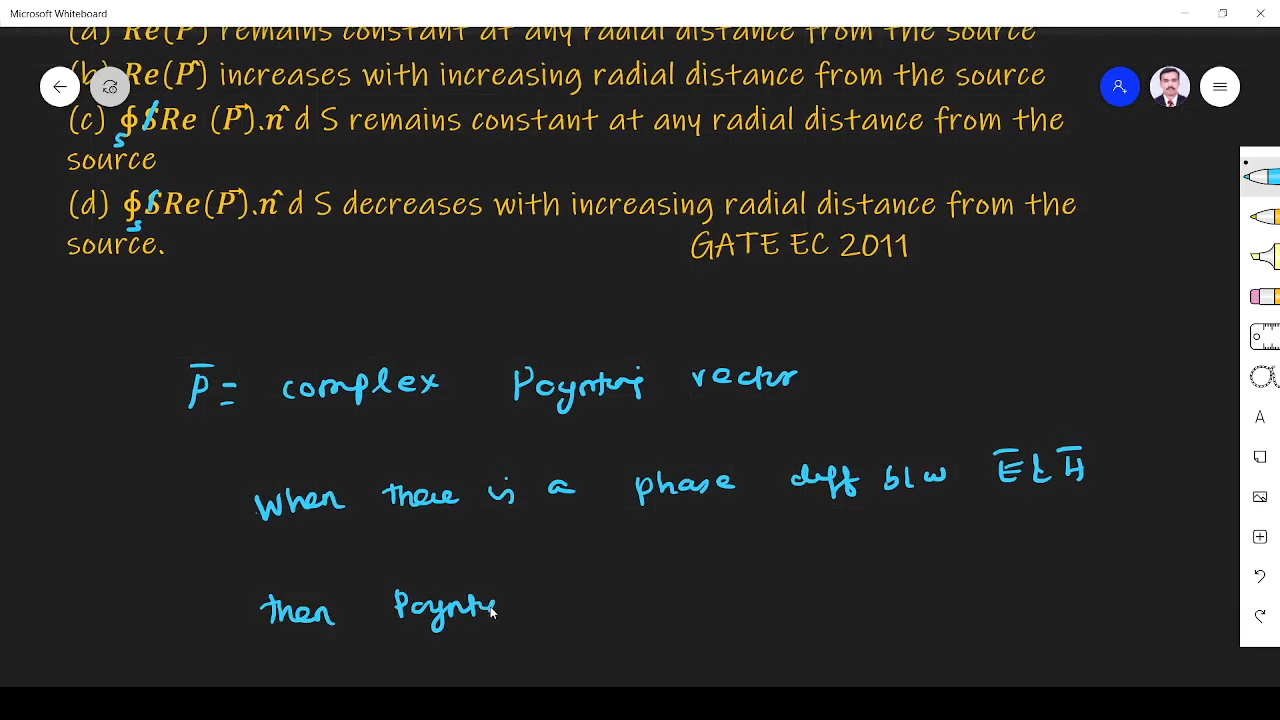 Microsoft Whiteboard
(a) Re(P) remains constant at any radial distance from the source
(b) Re(P⃗) increases with increasing radial distance from the source
(c) ∮S Re (P⃗).n̂ d S remains constant at any radial distance from the
S
source
(d) ∮S Re(P⃗).n̂ d S decreases with increasing radial distance from the
S
source.
GATE EC 2011
P̅ = complex Poynting vector
When there is a phase diff b/w E̅ & H̅
then Poynti
A